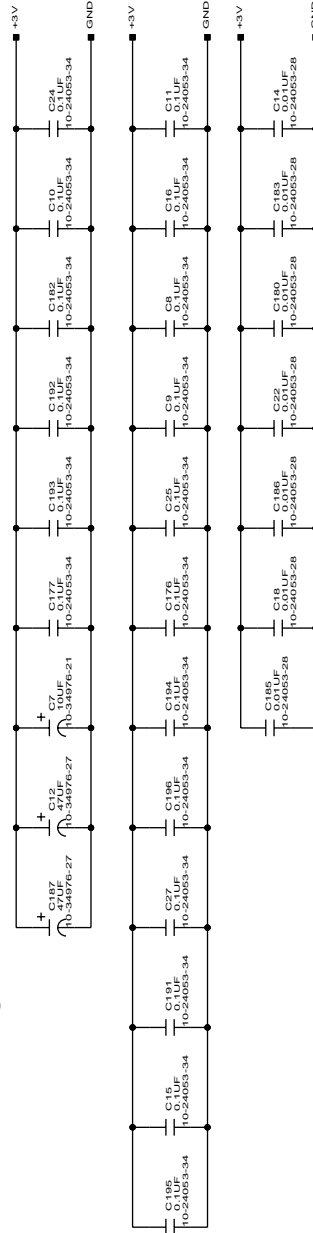 +3V
GND
C24
0.1UF
10-24053-34
C10
0.1UF
10-24053-34
C182
0.1UF
10-24053-34
C192
0.1UF
10-24053-34
C193
0.1UF
10-24053-34
C177
0.1UF
10-24053-34
+
C7
10UF
10-34976-21
+
C12
47UF
10-34976-27
+
C187
47UF
10-34976-27
+3V
GND
C11
0.1UF
10-24053-34
C16
0.1UF
10-24053-34
C8
0.1UF
10-24053-34
C9
0.1UF
10-24053-34
C25
0.1UF
10-24053-34
C176
0.1UF
10-24053-34
C194
0.1UF
10-24053-34
C196
0.1UF
10-24053-34
C27
0.1UF
10-24053-34
C191
0.1UF
10-24053-34
C15
0.1UF
10-24053-34
C195
0.1UF
10-24053-34
+3V
GND
C14
0.01UF
10-24053-28
C183
0.01UF
10-24053-28
C180
0.01UF
10-24053-28
C22
0.01UF
10-24053-28
C186
0.01UF
10-24053-28
C18
0.01UF
10-24053-28
C185
0.01UF
10-24053-28